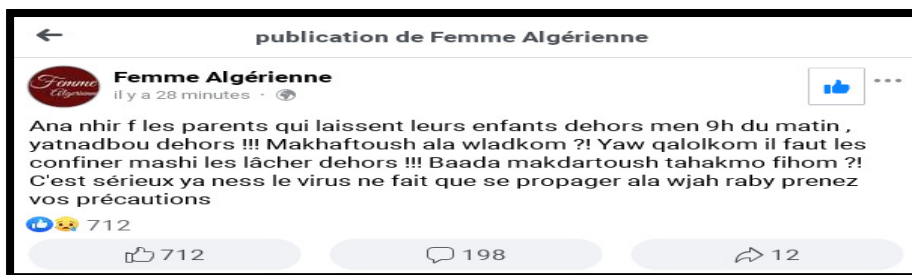 publication de Femme Algérienne
Femme Algérienne
Femme Algérienne
il y a 28 minutes ·
Ana nhir f les parents qui laissent leurs enfants dehors men 9h du matin ,
yatnadbou dehors !!! Makhaftoush ala wladkom ?! Yaw qalolkom il faut les
confiner mashi les lâcher dehors !!! Baada makdartoush tahakmo fihom ?!
C'est sérieux ya ness le virus ne fait que se propager ala wjah raby prenez
vos précautions
712
712 198 12